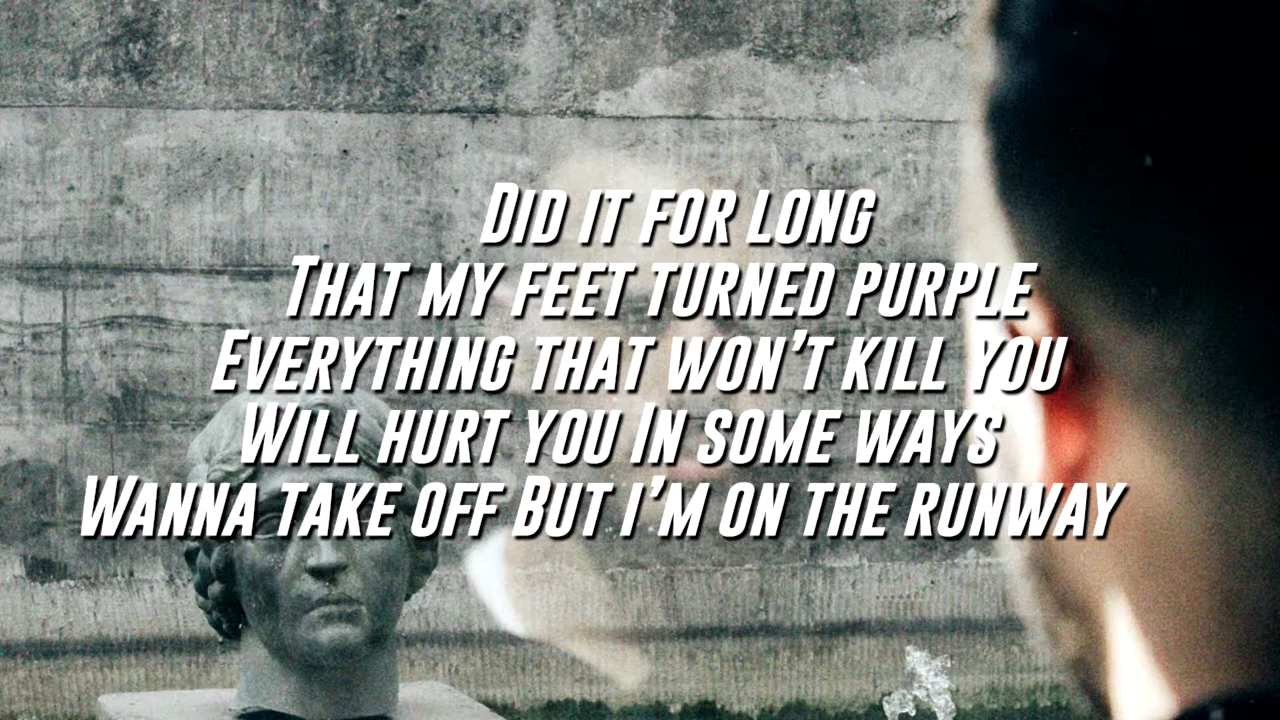 Did it for long
That my feet turned purple
Everything that won't kill you
Will hurt you In some ways
Wanna take off But i'm on the runway